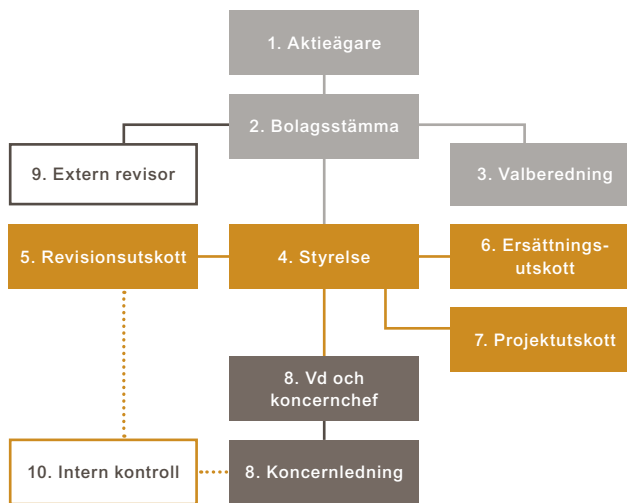 1. Aktieägare
2. Bolagsstämma
9. Extern revisor
3. Valberedning
5. Revisionsutskott
4. Styrelse
6. Ersättnings-
utskott
7. Projektutskott
8. Vd och
koncernchef
10. Intern kontroll
8. Koncernledning